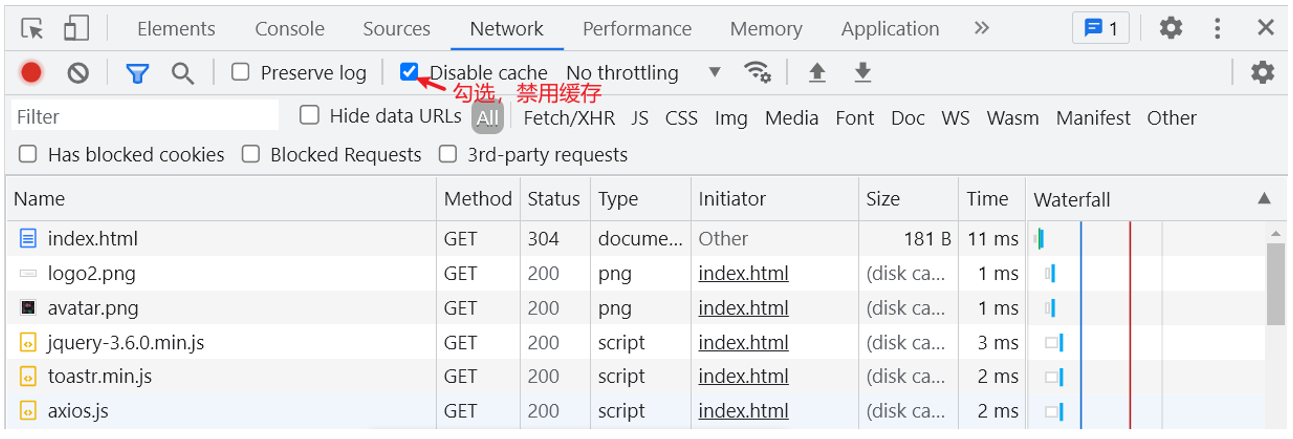 Elements Console Sources Network Performance Memory Application » 1
Preserve log Disable cache No throttling
勾选，禁用缓存
Filter Hide data URLs All Fetch/XHR JS CSS Img Media Font Doc WS Wasm Manifest Other
Has blocked cookies Blocked Requests 3rd-party requests
Name Method Status Type Initiator Size Time Waterfall
index.html GET 304 docume... Other 181 B 11 ms
logo2.png GET 200 png index.html (disk ca... 1 ms
avatar.png GET 200 png index.html (disk ca... 1 ms
jquery-3.6.0.min.js GET 200 script index.html (disk ca... 3 ms
toastr.min.js GET 200 script index.html (disk ca... 2 ms
axios.js GET 200 script index.html (disk ca... 2 ms